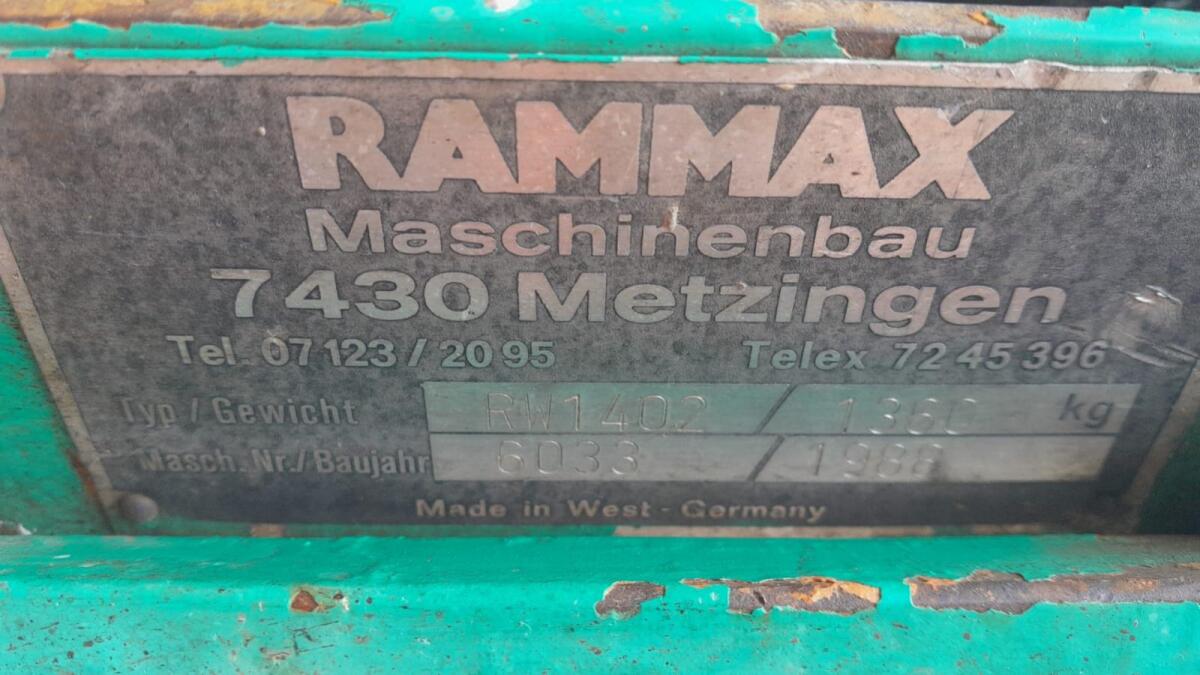 RAMMAX
Maschinenbau
7430 Metzingen
Tel. 07123/2095 Telex 7245396
Typ/Gewicht RW1402 / 1360 kg
Masch. Nr./Baujahr 6033 / 1988
Made in West-Germany